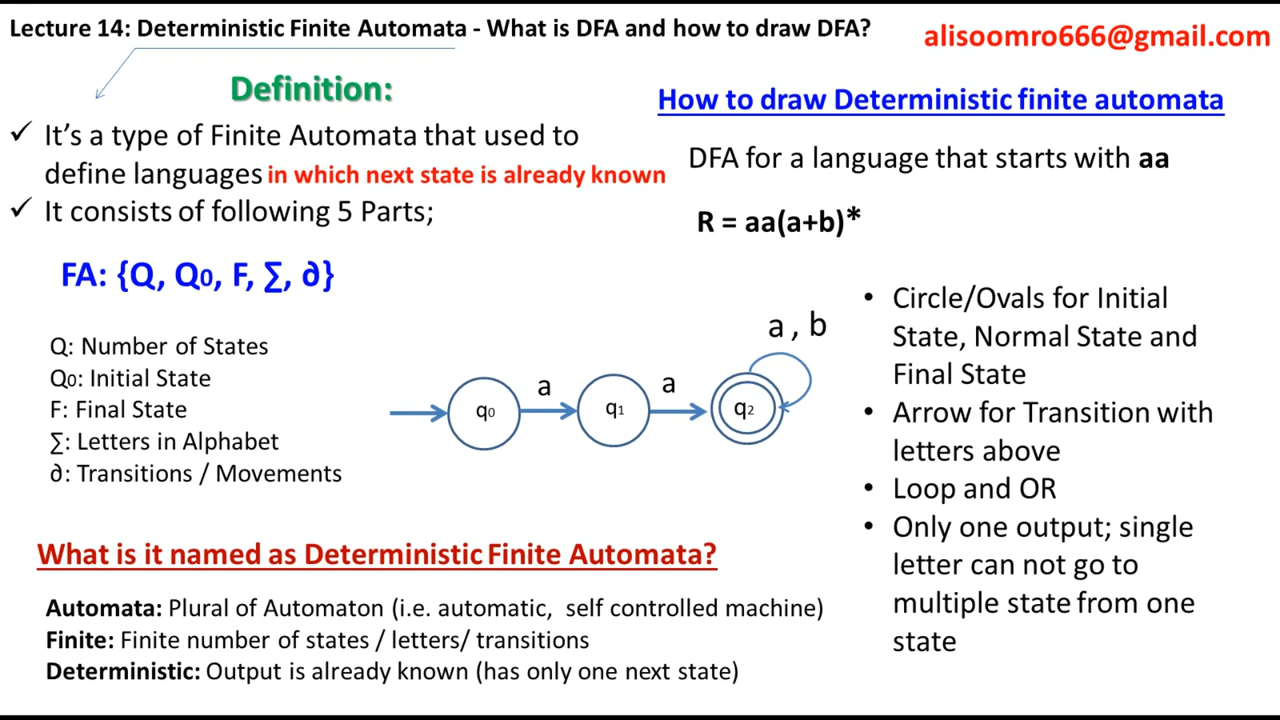 Lecture 14: Deterministic Finite Automata - What is DFA and how to draw DFA?
alisoomro666@gmail.com
Definition:
✓ It's a type of Finite Automata that used to
define languages in which next state is already known
✓ It consists of following 5 Parts;
FA: {Q, Q0, F, ∑, ∂}
Q: Number of States
Q0: Initial State
F: Final State
∑: Letters in Alphabet
∂: Transitions / Movements
How to draw Deterministic finite automata
DFA for a language that starts with aa
R = aa(a+b)*
a , b
a
a
q0
q1
q2
• Circle/Ovals for Initial
State, Normal State and
Final State
• Arrow for Transition with
letters above
• Loop and OR
• Only one output; single
letter can not go to
multiple state from one
state
What is it named as Deterministic Finite Automata?
Automata: Plural of Automaton (i.e. automatic, self controlled machine)
Finite: Finite number of states / letters/ transitions
Deterministic: Output is already known (has only one next state)